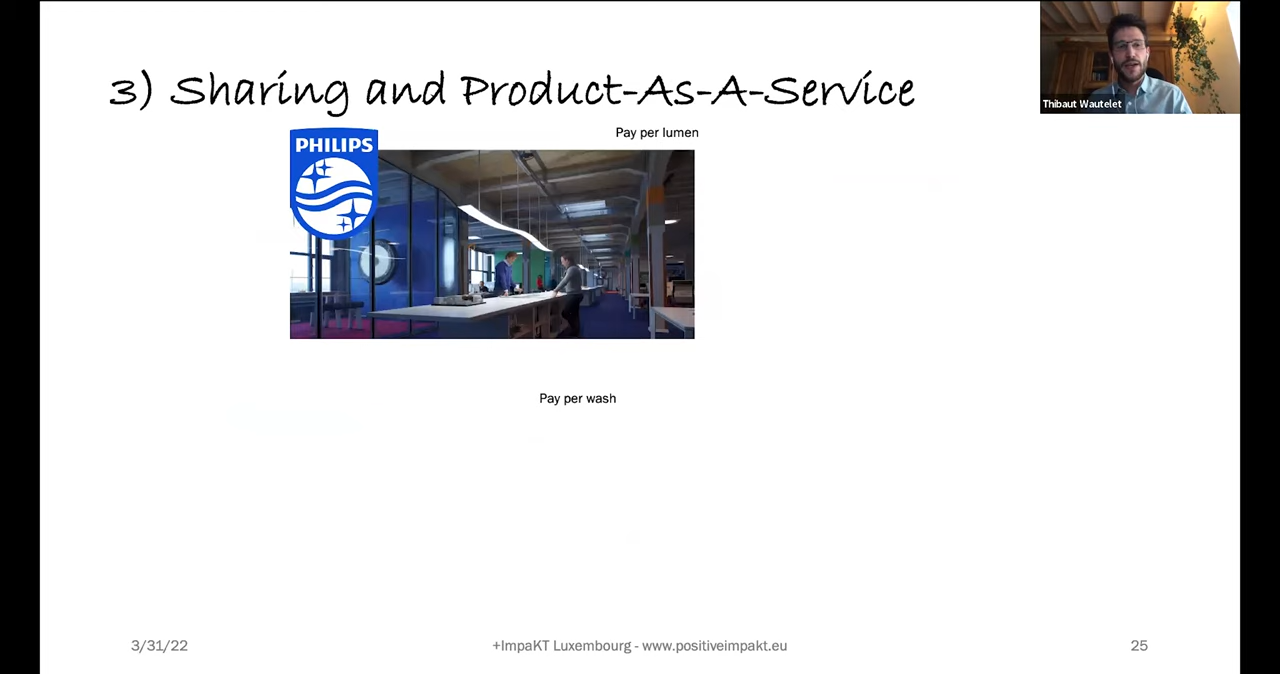 3) Sharing and Product-As-A-Service
Thibaut Wautelet
Pay per lumen
PHILIPS
Pay per wash
3/31/22
+ImpaKT Luxembourg - www.positiveimpakt.eu
25